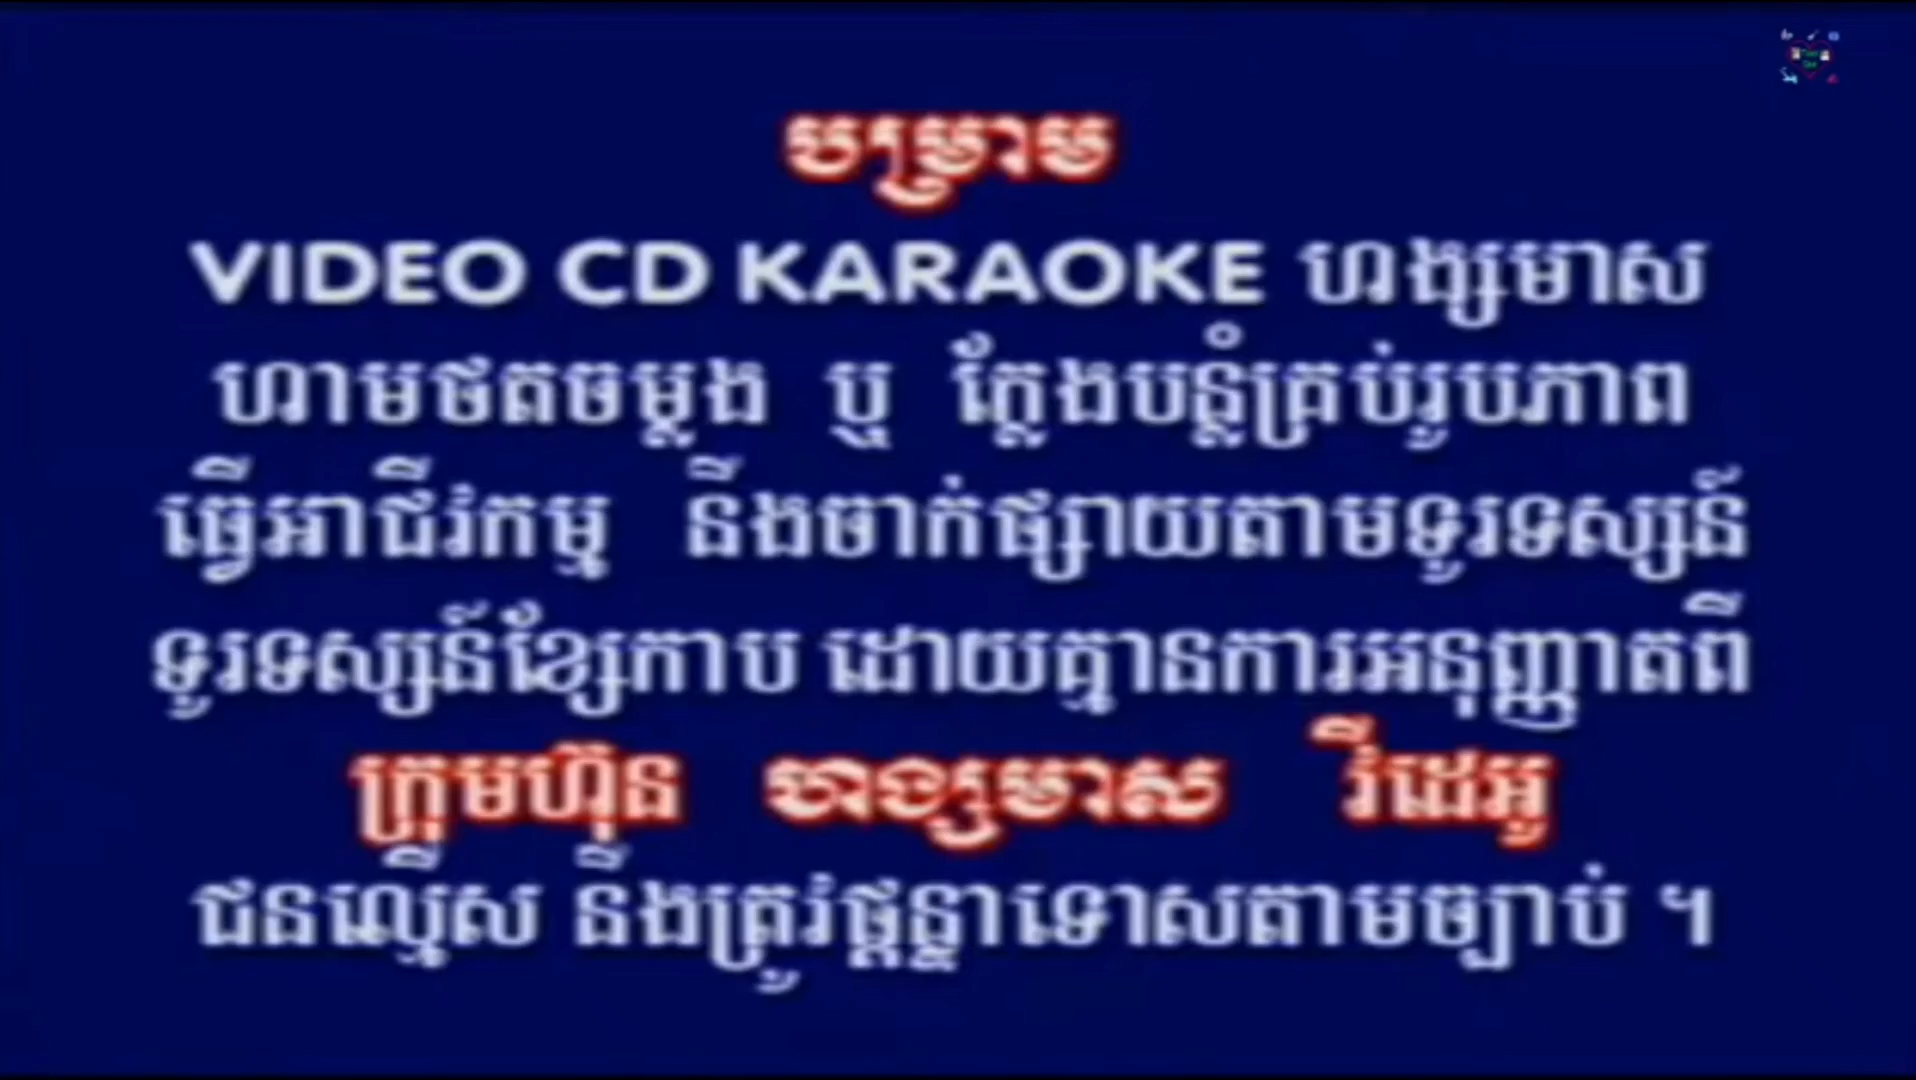 បម្រាម
VIDEO CD KARAOKE ហង្សមាស
ហាមថតចម្លង ឬ ក្លែងបន្លំគ្រប់រូបភាព
ធ្វើអាជីវកម្ម នឹងចាក់ផ្សាយតាមទូរទស្សន៍
ទូរទស្សន៍ខ្សែកាប ដោយគ្មានការអនុញ្ញាតពី
ក្រុមហ៊ុន ហង្សមាស វីដេអូ
ជនល្មើស នឹងត្រូវផ្តន្ទាទោសតាមច្បាប់ ។